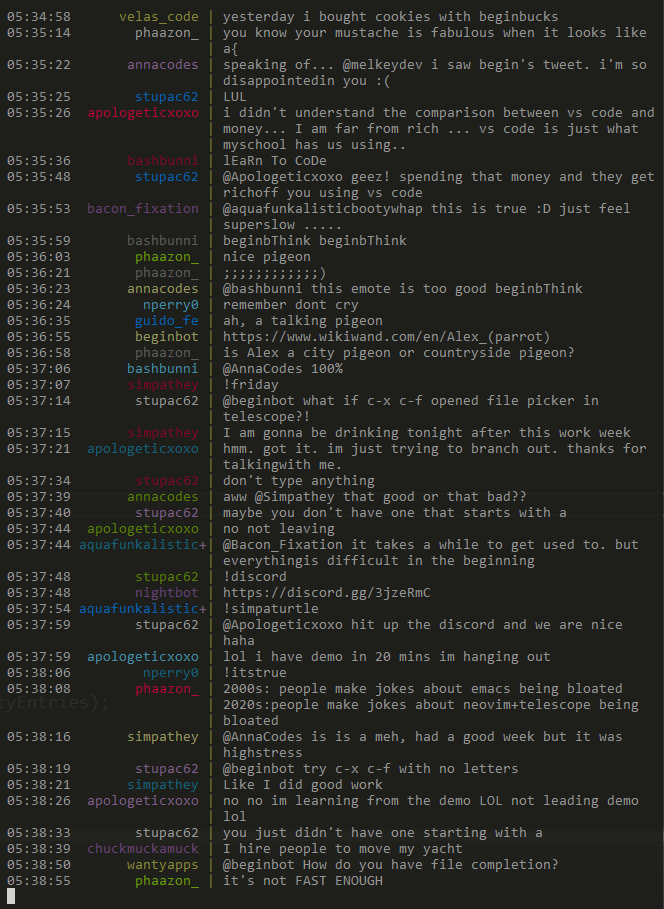 05:34:58 velas_code | yesterday i bought cookies with beginbucks
05:35:14 phaazon_ | you know your mustache is fabulous when it looks like
| a{
05:35:22 annacodes | speaking of... @melkeydev i saw begin's tweet. i'm so
| disappointedin you :(
05:35:25 stupac62 | LUL
05:35:26 apologeticxoxo | i didn't understand the comparison between vs code and
| money... I am far from rich ... vs code is just what
| myschool has us using..
05:35:36 bashbunni | lEaRn To CoDe
05:35:48 stupac62 | @Apologeticxoxo geez! spending that money and they get
| richoff you using vs code
05:35:53 bacon_fixation | @aquafunkalisticbootywhap this is true :D just feel
| superslow .....
05:35:59 bashbunni | beginbThink beginbThink
05:36:03 phaazon_ | nice pigeon
05:36:21 phaazon_ | ;;;;;;;;;;;;)
05:36:23 annacodes | @bashbunni this emote is too good beginbThink
05:36:24 nperry0 | remember dont cry
05:36:35 guido_fe | ah, a talking pigeon
05:36:55 beginbot | https://www.wikiwand.com/en/Alex_(parrot)
05:36:58 phaazon_ | is Alex a city pigeon or countryside pigeon?
05:37:06 bashbunni | @AnnaCodes 100%
05:37:07 simpathey | !friday
05:37:14 stupac62 | @beginbot what if c-x c-f opened file picker in
| telescope?!
05:37:15 simpathey | I am gonna be drinking tonight after this work week
05:37:21 apologeticxoxo | hmm. got it. im just trying to branch out. thanks for
| talkingwith me.
05:37:34 stupac62 | don't type anything
05:37:39 annacodes | aww @Simpathey that good or that bad??
05:37:40 stupac62 | maybe you don't have one that starts with a
05:37:44 apologeticxoxo | no not leaving
05:37:44 aquafunkalistic+| @Bacon_Fixation it takes a while to get used to. but
| everythingis difficult in the beginning
05:37:48 stupac62 | !discord
05:37:48 nightbot | https://discord.gg/3jzeRmC
05:37:54 aquafunkalistic+| !simpaturtle
05:37:59 stupac62 | @Apologeticxoxo hit up the discord and we are nice
| haha
05:37:59 apologeticxoxo | lol i have demo in 20 mins im hanging out
05:38:06 nperry0 | !itstrue
05:38:08 phaazon_ | 2000s: people make jokes about emacs being bloated
tyEntries); | 2020s:people make jokes about neovim+telescope being
| bloated
05:38:16 simpathey | @AnnaCodes is is a meh, had a good week but it was
| highstress
05:38:19 stupac62 | @beginbot try c-x c-f with no letters
05:38:21 simpathey | Like I did good work
05:38:26 apologeticxoxo | no no im learning from the demo LOL not leading demo
| lol
05:38:33 stupac62 | you just didn't have one starting with a
05:38:39 chuckmuckamuck | I hire people to move my yacht
05:38:50 wantyapps | @beginbot How do you have file completion?
05:38:55 phaazon_ | it's not FAST ENOUGH